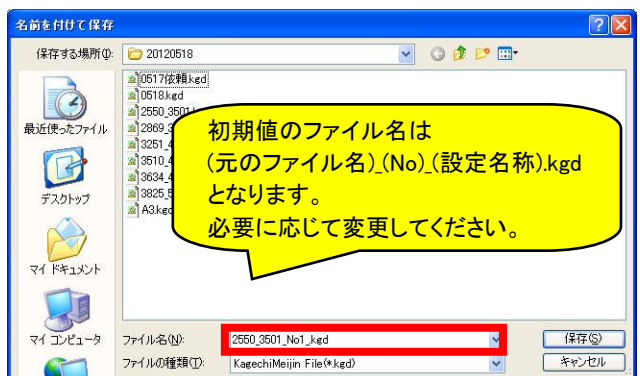 名前を付けて保存
保存する場所(I):
20120518
0517依頼.kgd
0518.kgd
2550_3501.k
2869_3
3251_4
3510_4
3634_4
3825_5
A3.kgd
最近使ったファイル
デスクトップ
マイ ドキュメント
マイ コンピュータ
初期値のファイル名は
(元のファイル名)_(No)_(設定名称).kgd
となります。
必要に応じて変更してください。
ファイル名(N):
2550_3501_No1_.kgd
保存(S)
ファイルの種類(T):
KagechiMeijin File(*.kgd)
キャンセル